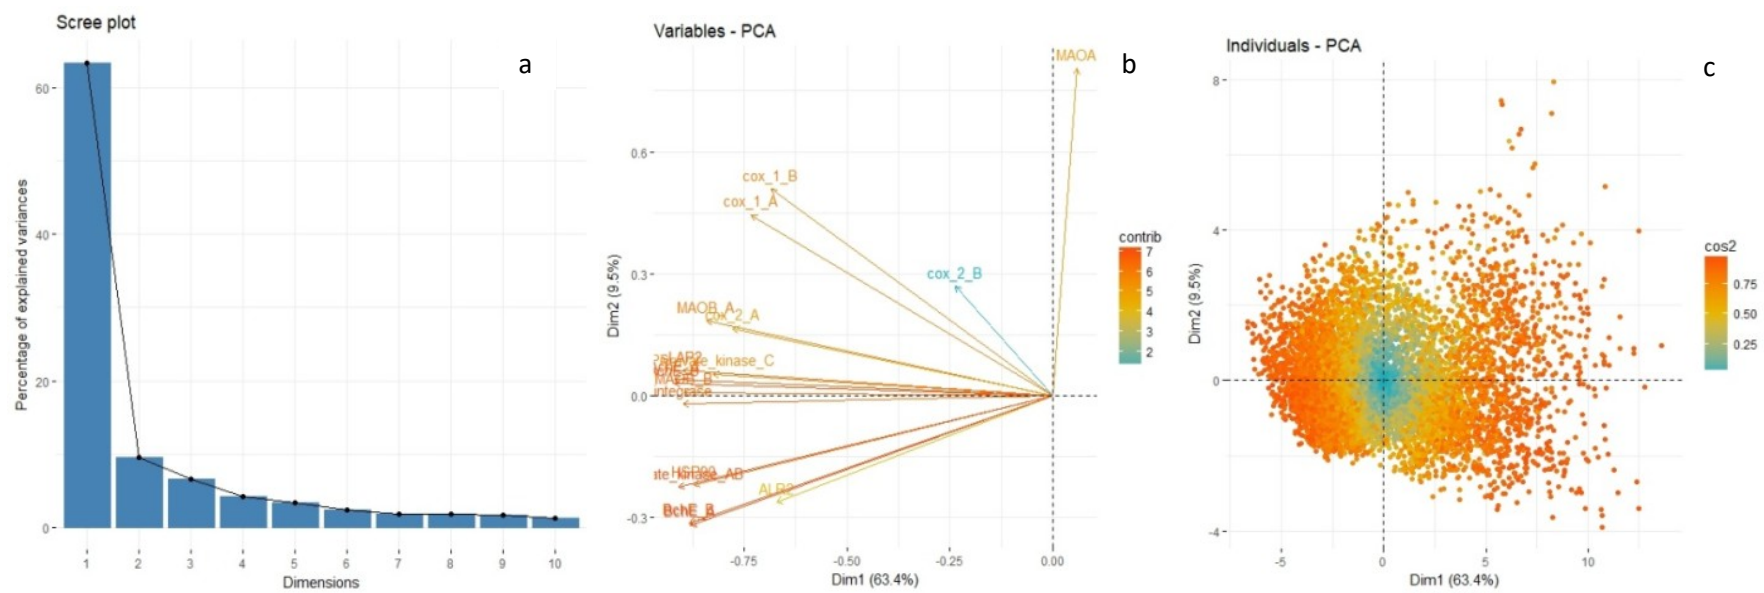 Scree plot
a
60
40
20
0
Percentage of explained variances
1 2 3 4 5 6 7 8 9 10
Dimensions
Variables - PCA
b
MAOA
cox_1_B
cox_1_A
cox_2_B
MAOB_A
cox_2_A
kinase_C
integrase
HSP90
kinase_AB
ALR2
BchE_B
0.6
0.3
0.0
-0.3
Dim2 (9.5%)
-0.75 -0.50 -0.25 0.00
Dim1 (63.4%)
contrib
7
6
5
4
3
2
Individuals - PCA
c
8
4
0
-4
Dim2 (9.5%)
-5 0 5 10
Dim1 (63.4%)
cos2
0.75
0.50
0.25